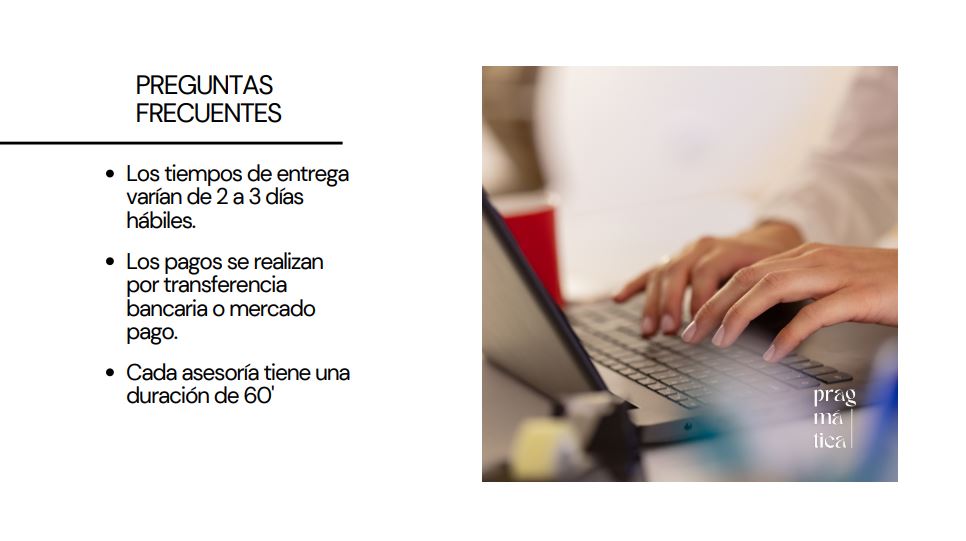 PREGUNTAS
FRECUENTES
• Los tiempos de entrega
varían de 2 a 3 días
hábiles.
• Los pagos se realizan
por transferencia
bancaria o mercado
pago.
• Cada asesoría tiene una
duración de 60'
prag
má
tica